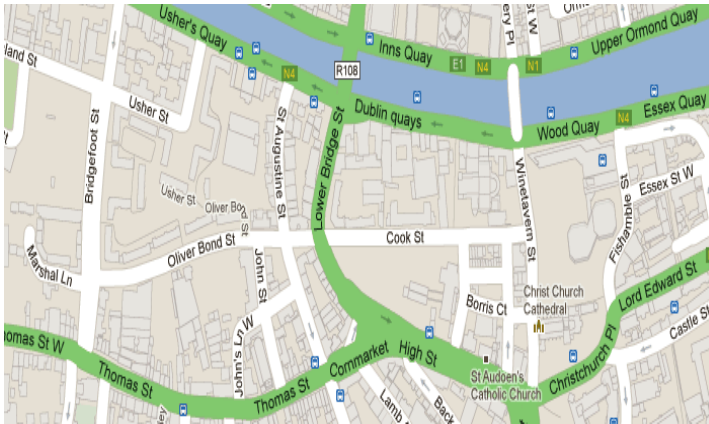 Usher's Quay
N4
Inns Quay
E1
N4
N1
ery Pl
St W
Upper Ormond Quay
land St
R108
Usher St
Bridgefoot St
St Augustine St
Lower Bridge St
Dublin quays
Wood Quay
N4
Essex Quay
Usher St
Oliver Bond St
Winetavern St
Essex St W
Fishamble St
Marshal Ln
Oliver Bond St
John St
Cook St
Borris Ct
Christ Church
Cathedral
Lord Edward St
Castle St
homas St W
Thomas St
John's Ln W
Thomas St
Cornmarket
High St
St Audoen's
Catholic Church
Christchurch Pl
Lamb A
Back
ley